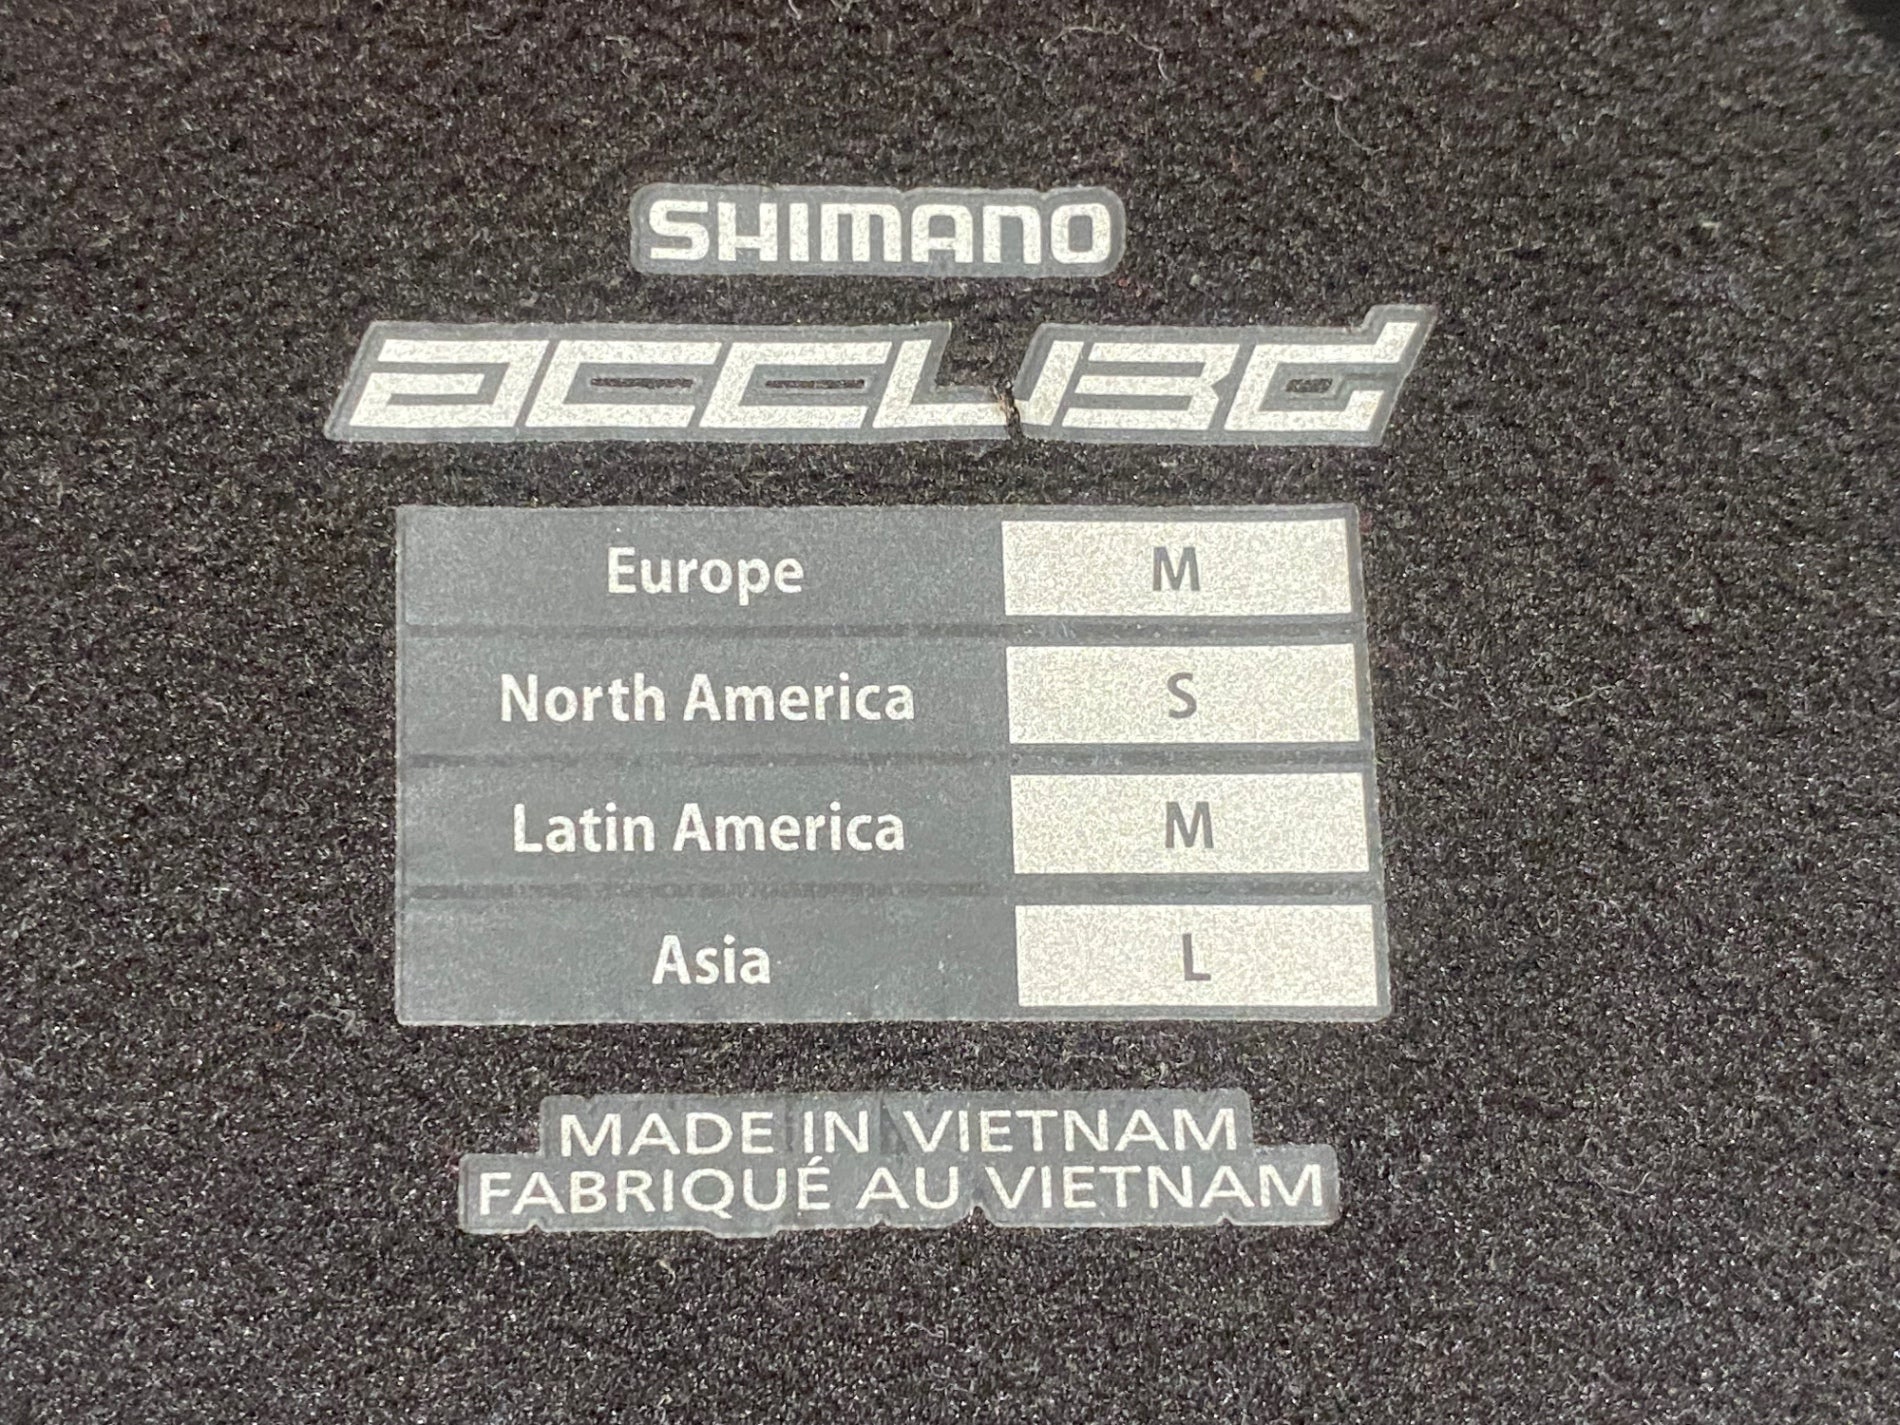 SHIMANO
ACCU3D
Europe M
North America S
Latin America M
Asia L
MADE IN VIETNAM
FABRIQUÉ AU VIETNAM